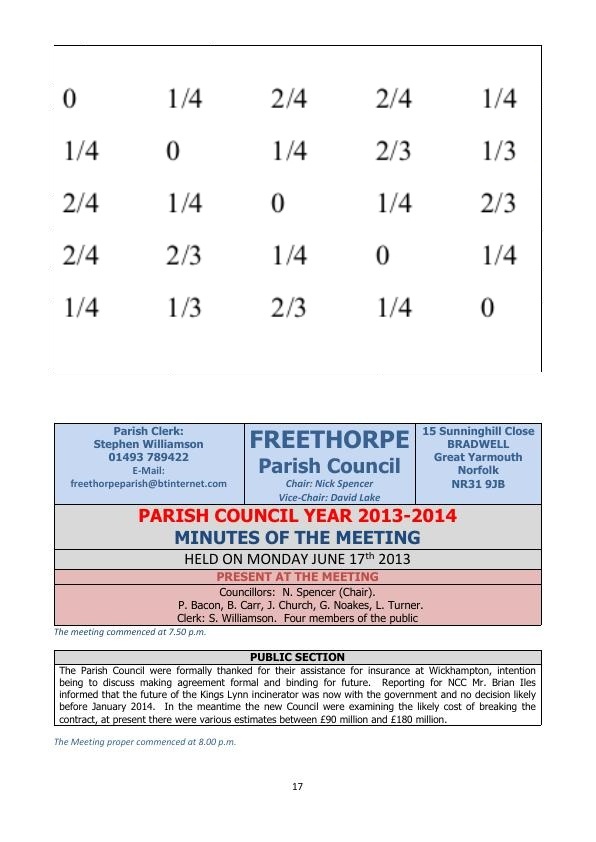 0 1/4 2/4 2/4 1/4
1/4 0 1/4 2/3 1/3
2/4 1/4 0 1/4 2/3
2/4 2/3 1/4 0 1/4
1/4 1/3 2/3 1/4 0
Parish Clerk:
Stephen Williamson
01493 789422
E-Mail:
freethorpeparish@btinternet.com
FREETHORPE
Parish Council
Chair: Nick Spencer
Vice-Chair: David Lake
15 Sunninghill Close
BRADWELL
Great Yarmouth
Norfolk
NR31 9JB
PARISH COUNCIL YEAR 2013-2014
MINUTES OF THE MEETING
HELD ON MONDAY JUNE 17th 2013
PRESENT AT THE MEETING
Councillors: N. Spencer (Chair).
P. Bacon, B. Carr, J. Church, G. Noakes, L. Turner.
Clerk: S. Williamson. Four members of the public
The meeting commenced at 7.50 p.m.
PUBLIC SECTION
The Parish Council were formally thanked for their assistance for insurance at Wickhampton, intention
being to discuss making agreement formal and binding for future. Reporting for NCC Mr. Brian Iles
informed that the future of the Kings Lynn incinerator was now with the government and no decision likely
before January 2014. In the meantime the new Council were examining the likely cost of breaking the
contract, at present there were various estimates between £90 million and £180 million.
The Meeting proper commenced at 8.00 p.m.
17